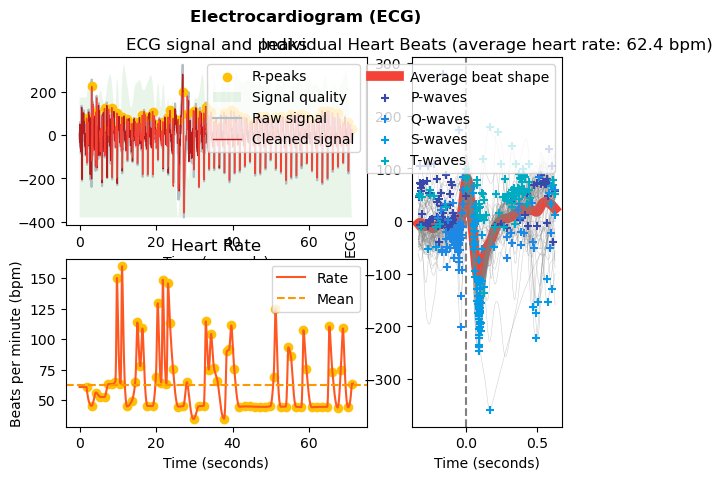 Electrocardiogram (ECG)
ECG signal and peaks
Individual Heart Beats (average heart rate: 62.4 bpm)
R-peaks
Signal quality
Raw signal
Cleaned signal
200
0
−200
−400
0
20
40
60
Time (seconds)
Heart Rate
Rate
Mean
Beats per minute (bpm)
150
125
100
75
50
0
20
40
60
Time (seconds)
Average beat shape
P-waves
Q-waves
S-waves
T-waves
ECG
300
200
100
0
−100
−200
−300
0.0
0.5
Time (seconds)